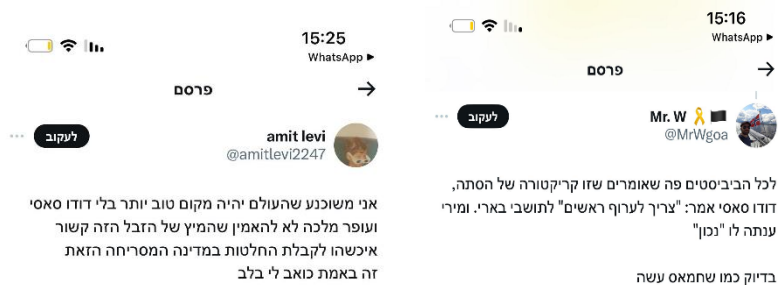 15:16
WhatsApp
פרסם
Mr. W
@MrWgoa
לעקוב
לכל הביביסטים פה שאומרים שזו קריקטורה של הסתה,
דודו סאסי אמר: "צריך לערוף ראשים" לתושבי בארי. ומירי
ענתה לו "נכון"
בדיוק כמו שחמאס עשה
15:25
WhatsApp
פרסם
amit levi
@amitlevi2247
לעקוב
אני משוכנע שהעולם יהיה מקום טוב יותר בלי דודו סאסי
ועופר מלכה לא להאמין שהמיץ של הזבל הזה קשור
איכשהו לקבלת החלטות במדינה המסריחה הזאת
זה באמת כואב לי בלב